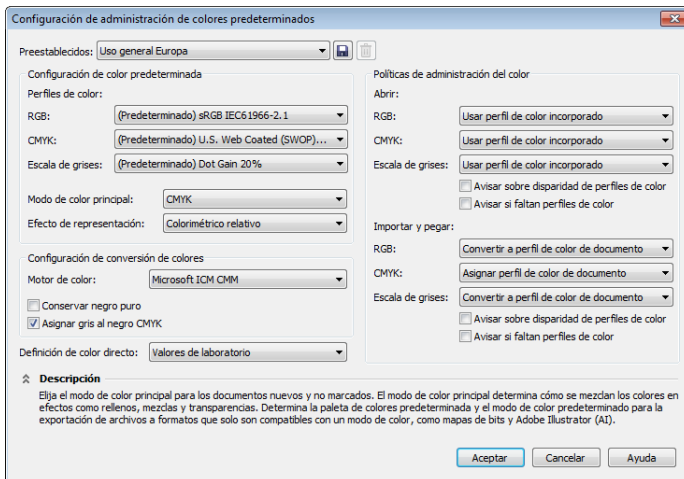 Configuración de administración de colores predeterminados
Preestablecidos: Uso general Europa
Configuración de color predeterminada
Perfiles de color:
RGB: (Predeterminado) sRGB IEC61966-2.1
CMYK: (Predeterminado) U.S. Web Coated (SWOP)...
Escala de grises: (Predeterminado) Dot Gain 20%
Modo de color principal: CMYK
Efecto de representación: Colorimétrico relativo
Configuración de conversión de colores
Motor de color: Microsoft ICM CMM
Conservar negro puro
Asignar gris al negro CMYK
Definición de color directo: Valores de laboratorio
Políticas de administración del color
Abrir:
RGB: Usar perfil de color incorporado
CMYK: Usar perfil de color incorporado
Escala de grises: Usar perfil de color incorporado
Avisar sobre disparidad de perfiles de color
Avisar si faltan perfiles de color
Importar y pegar:
RGB: Convertir a perfil de color de documento
CMYK: Asignar perfil de color de documento
Escala de grises: Convertir a perfil de color de documento
Avisar sobre disparidad de perfiles de color
Avisar si faltan perfiles de color
Descripción
Elija el modo de color principal para los documentos nuevos y no marcados. El modo de color principal determina cómo se mezclan los colores en
efectos como rellenos, mezclas y transparencias. Determina la paleta de colores predeterminada y el modo de color predeterminado para la
exportación de archivos a formatos que solo son compatibles con un modo de color, como mapas de bits y Adobe Illustrator (AI).
Aceptar Cancelar Ayuda